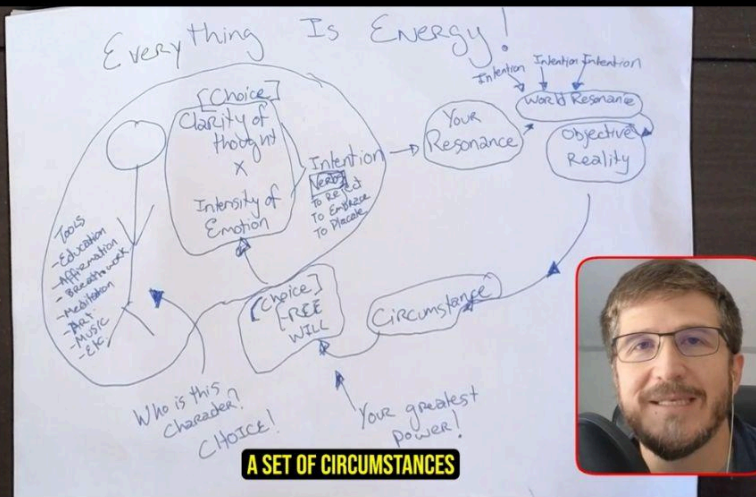 Everything Is Energy!
[Choice]
Clarity of
thought
x
Intensity of
Emotion
Intention
Verbs
To Reject
To Embrace
To Placate
Your
Resonance
Intention Intention Intention
World Resonance
Objective
Reality
Tools
-Education
-Affirmation
-Breathwork
-Meditation
-Art
-Music
-Etc.
[Choice]
FREE
WILL
Circumstance
Who is this
character?
CHOICE!
Your greatest
power!
A SET OF CIRCUMSTANCES